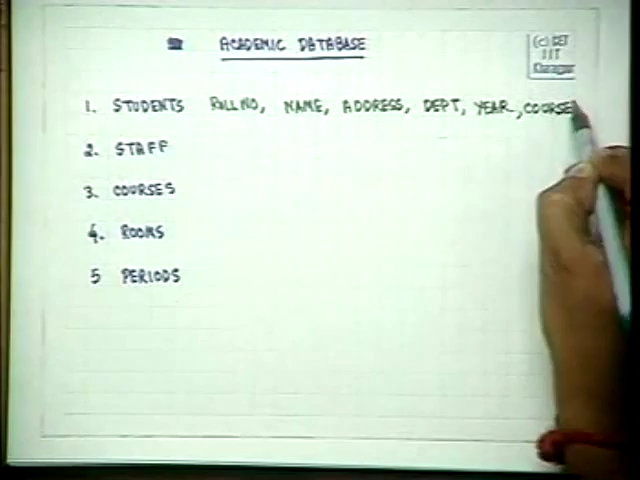 ACADEMIC DATABASE
(C) CET
IIT
Kharagpur
1. STUDENTS ROLL NO, NAME, ADDRESS, DEPT, YEAR, COURSE
2. STAFF
3. COURSES
4. ROOMS
5 PERIODS